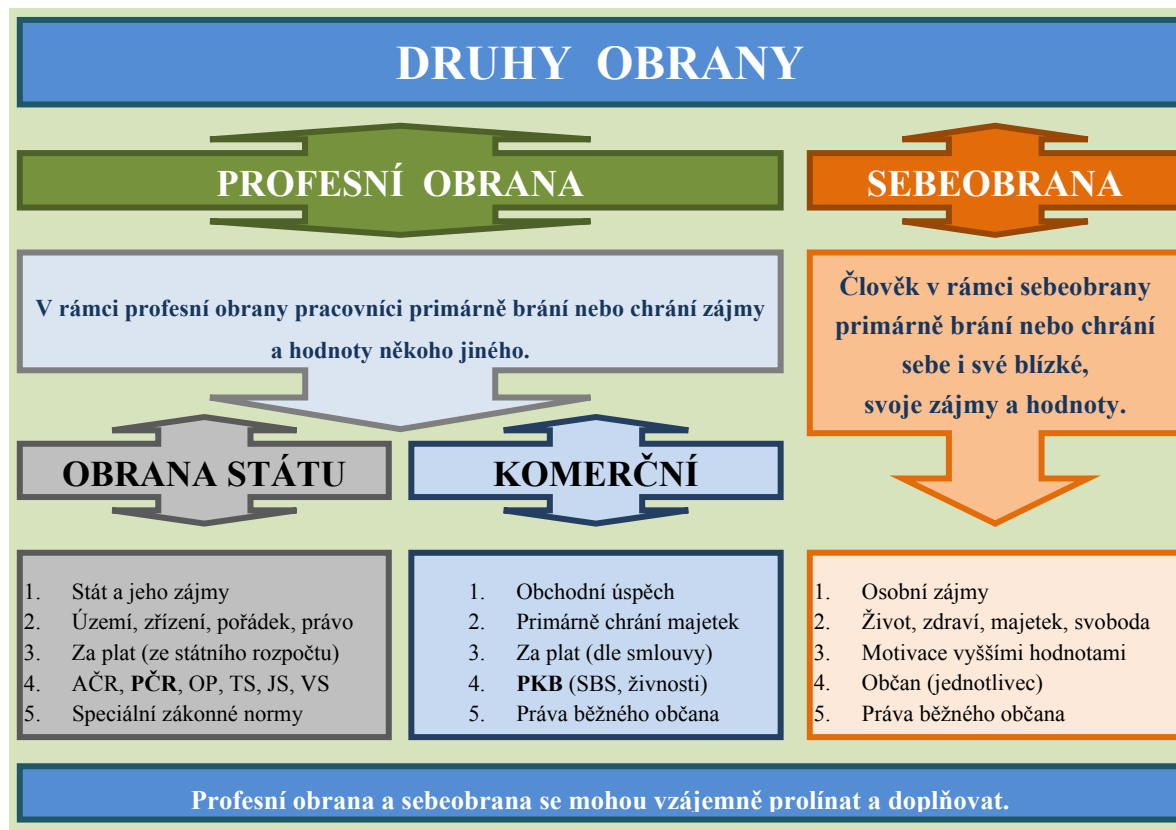 DRUHY OBRANY
PROFESNÍ OBRANA
SEBEOBRANA
V rámci profesní obrany pracovníci primárně brání nebo chrání zájmy
a hodnoty někoho jiného.
Člověk v rámci sebeobrany
primárně brání nebo chrání
sebe i své blízké,
svoje zájmy a hodnoty.
OBRANA STÁTU
KOMERČNÍ
1. Stát a jeho zájmy
2. Území, zřízení, pořádek, právo
3. Za plat (ze státního rozpočtu)
4. AČR, PČR, OP, TS, JS, VS
5. Speciální zákonné normy
1. Obchodní úspěch
2. Primárně chrání majetek
3. Za plat (dle smlouvy)
4. PKB (SBS, živnosti)
5. Práva běžného občana
1. Osobní zájmy
2. Život, zdraví, majetek, svoboda
3. Motivace vyššími hodnotami
4. Občan (jednotlivec)
5. Práva běžného občana
Profesní obrana a sebeobrana se mohou vzájemně prolínat a doplňovat.